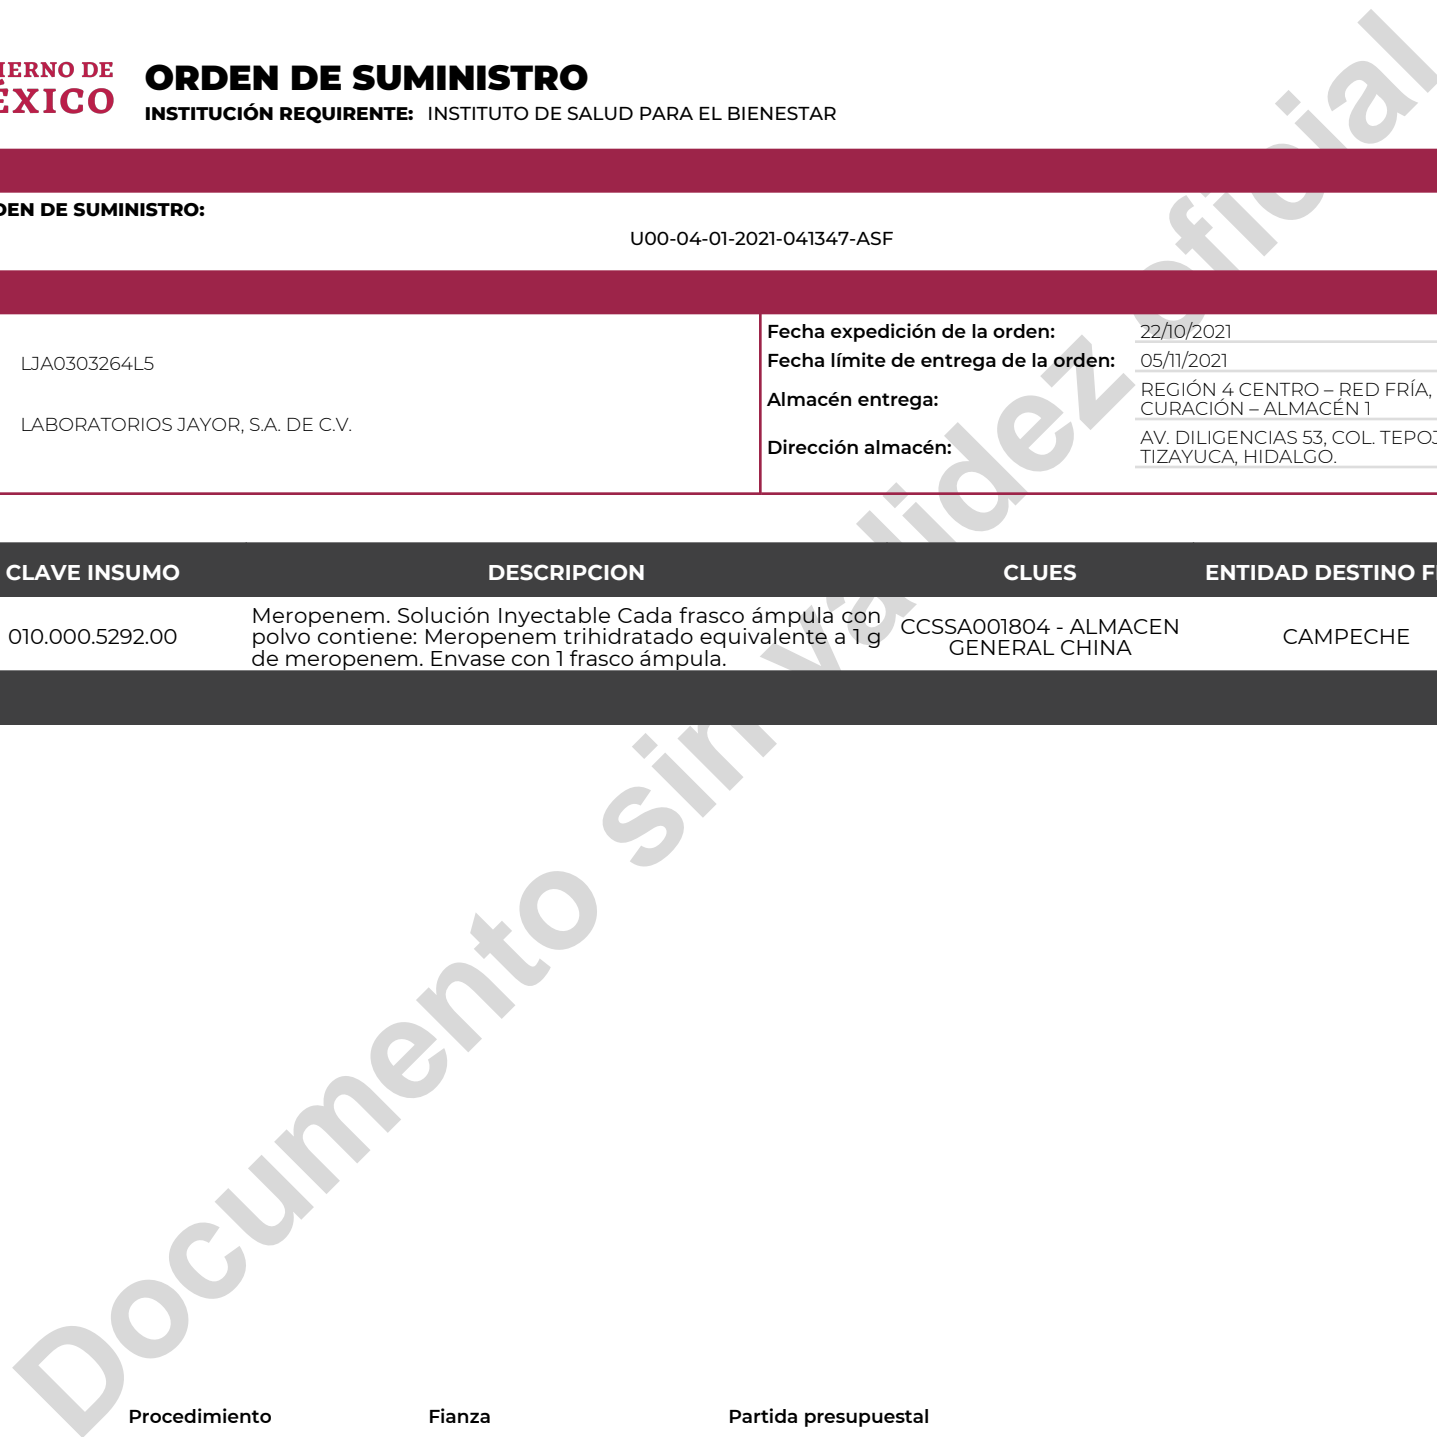 IERNO DE
ÉXICO
ORDEN DE SUMINISTRO
INSTITUCIÓN REQUIRENTE: INSTITUTO DE SALUD PARA EL BIENESTAR
DEN DE SUMINISTRO:
U00-04-01-2021-041347-ASF
LJA0303264L5
LABORATORIOS JAYOR, S.A. DE C.V.
Fecha expedición de la orden: 22/10/2021
Fecha límite de entrega de la orden: 05/11/2021
Almacén entrega:
REGIÓN 4 CENTRO – RED FRÍA,
CURACIÓN – ALMACÉN 1
Dirección almacén:
AV. DILIGENCIAS 53, COL. TEPOJ
TIZAYUCA, HIDALGO.
CLAVE INSUMO DESCRIPCION CLUES ENTIDAD DESTINO FI
010.000.5292.00
Meropenem. Solución Inyectable Cada frasco ámpula con
polvo contiene: Meropenem trihidratado equivalente a 1 g
de meropenem. Envase con 1 frasco ámpula.
CCSSA001804 - ALMACEN
GENERAL CHINA
CAMPECHE
Documento sin validez oficial
Procedimiento Fianza Partida presupuestal